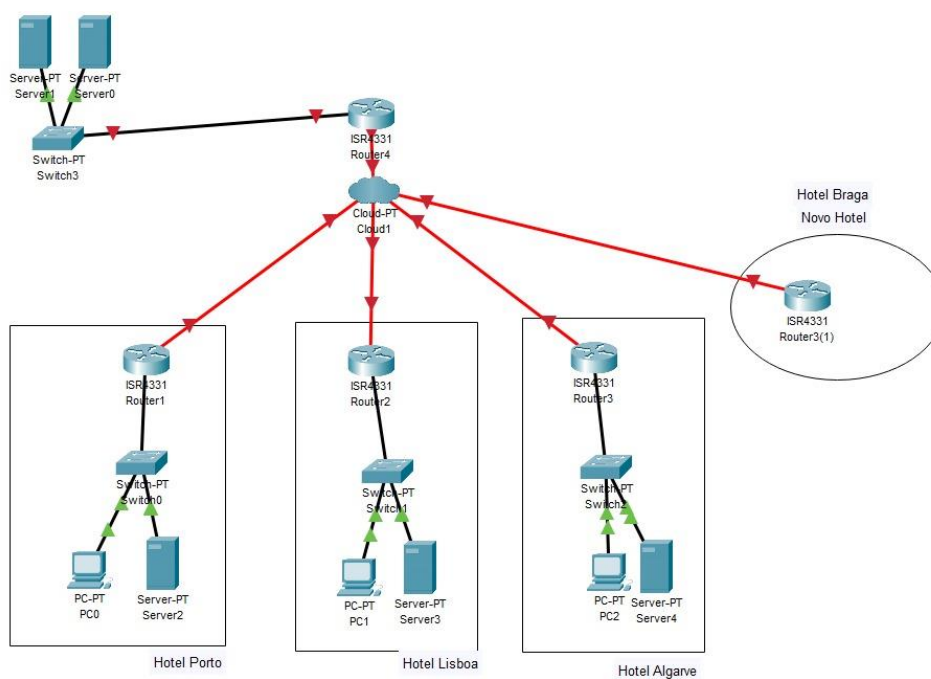 Server-PT
Server1
Server-PT
Server0
Switch-PT
Switch3
ISR4331
Router4
Cloud-PT
Cloud1
Hotel Braga
Novo Hotel
ISR4331
Router3(1)
ISR4331
Router1
ISR4331
Router2
ISR4331
Router3
Switch-PT
Switch0
Switch-PT
Switch1
Switch-PT
Switch2
PC-PT
PC0
Server-PT
Server2
PC-PT
PC1
Server-PT
Server3
PC-PT
PC2
Server-PT
Server4
Hotel Porto
Hotel Lisboa
Hotel Algarve